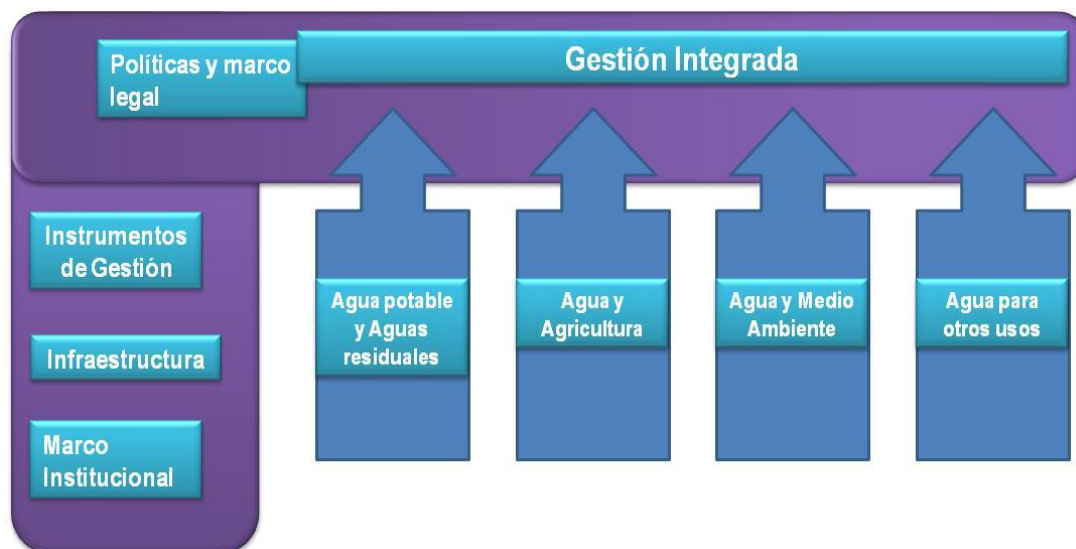 Políticas y marco
legal
Gestión Integrada
Instrumentos
de Gestión
Infraestructura
Marco
Institucional
Agua potable
y Aguas
residuales
Agua y
Agricultura
Agua y Medio
Ambiente
Agua para
otros usos